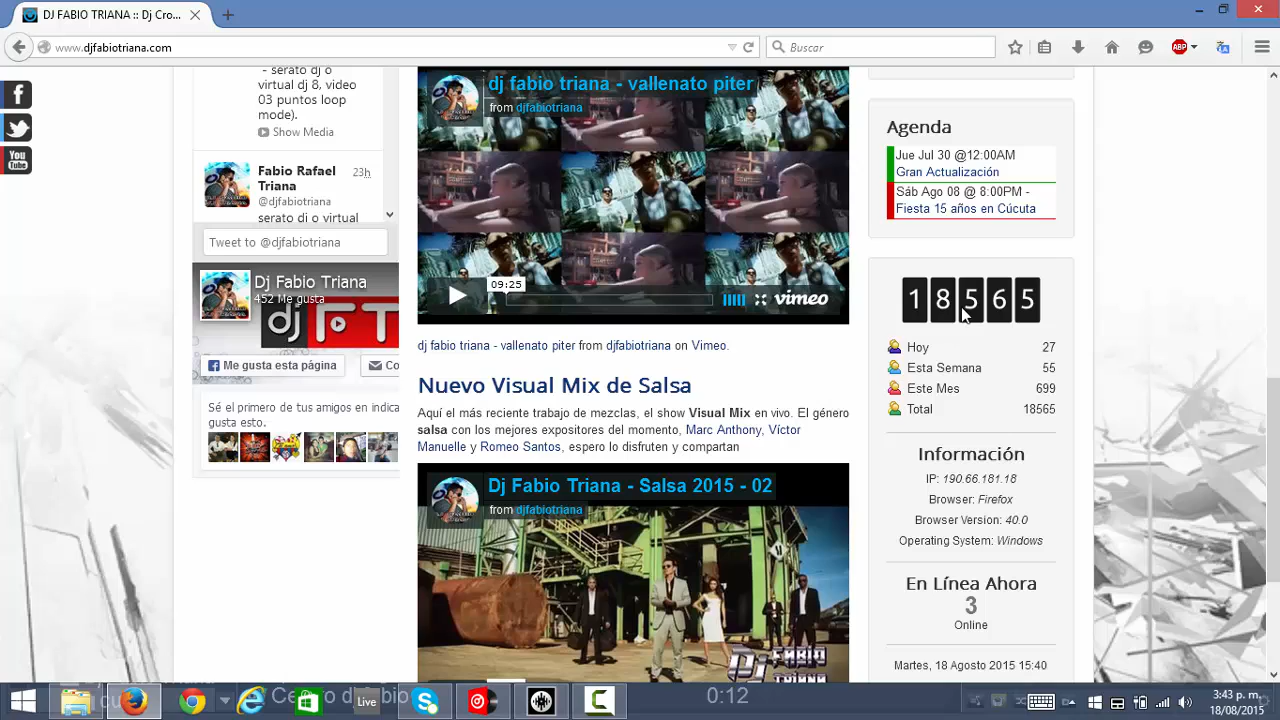 DJ FABIO TRIANA :: Dj Cro...
www.djfabiotriana.com
Buscar
ABP
- serato dj o
virtual
dj 8, video
03 puntos loop
mode).
Show Media
Fabio Rafael
Triana
23h
@djfabiotriana
serato dj o virtual
Tweet to @djfabiotriana
Dj Fabio Triana
452 Me gusta
Me gusta esta página
Co
Sé el primero de tus amigos en indica
gusta esto.
dj fabio triana - vallenato piter
from djfabiotriana
09:25
vimeo
dj fabio triana - vallenato piter from djfabiotriana on Vimeo.
Nuevo Visual Mix de Salsa
Aquí el más reciente trabajo de mezclas, el show Visual Mix en vivo. El género
salsa con los mejores expositores del momento, Marc Anthony, Víctor
Manuelle y Romeo Santos, espero lo disfruten y compartan
Dj Fabio Triana - Salsa 2015 - 02
from djfabiotriana
Agenda
Jue Jul 30 @12:00AM
Gran Actualización
Sáb Ago 08 @ 8:00PM -
Fiesta 15 años en Cúcuta
18565
Hoy 27
Esta Semana 55
Este Mes 699
Total 18565
Información
IP: 190.66.181.18
Browser: Firefox
Browser Version: 40.0
Operating System: Windows
En Línea Ahora
3
Online
Martes, 18 Agosto 2015 15:40
Live
0:12
3:43 p. m.
18/08/2015